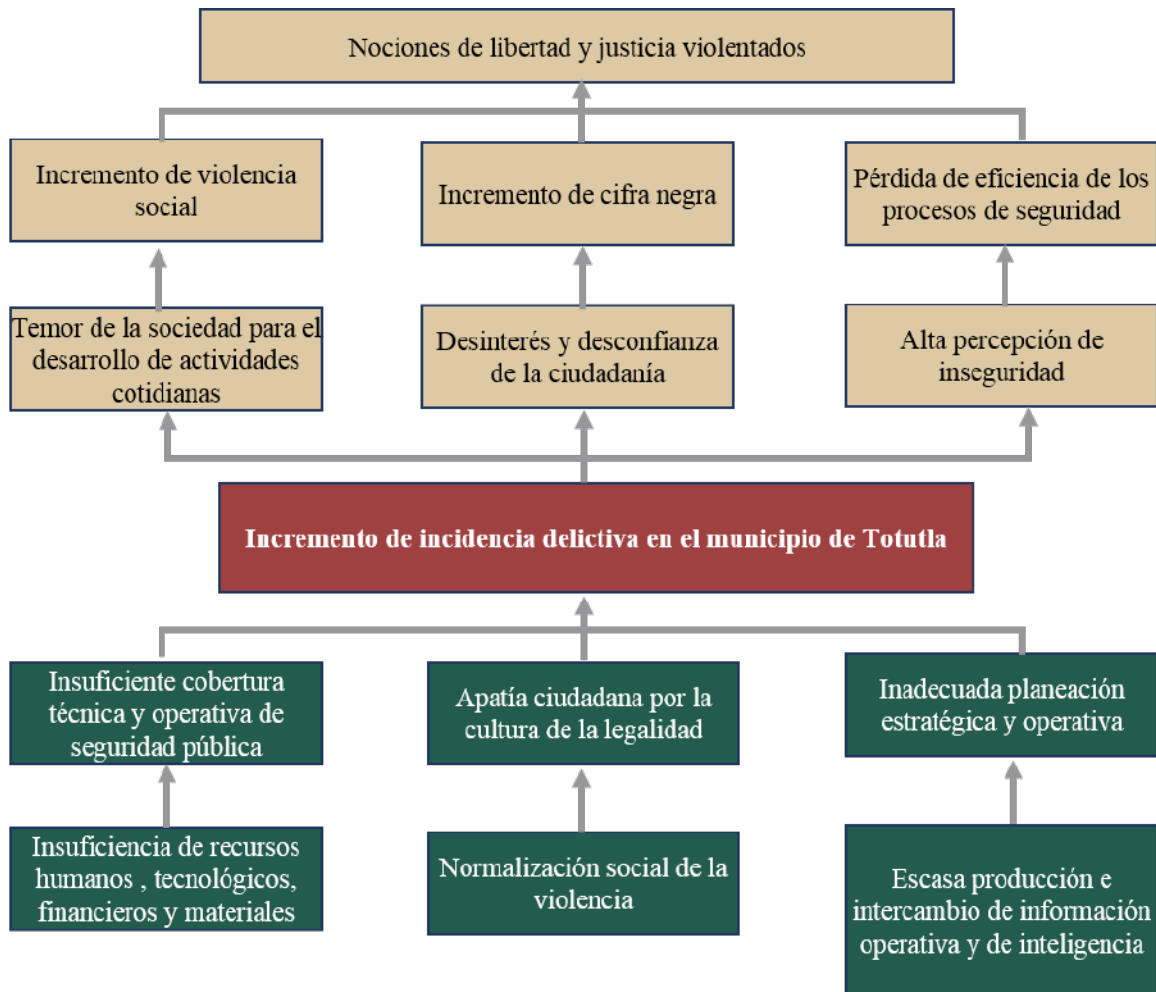 Nociones de libertad y justicia violentados
Incremento de violencia
social
Incremento de cifra negra
Pérdida de eficiencia de los
procesos de seguridad
Temor de la sociedad para el
desarrollo de actividades
cotidianas
Desinterés y desconfianza
de la ciudadanía
Alta percepción de
inseguridad
Incremento de incidencia delictiva en el municipio de Totutla
Insuficiente cobertura
técnica y operativa de
seguridad pública
Apatía ciudadana por la
cultura de la legalidad
Inadecuada planeación
estratégica y operativa
Insuficiencia de recursos
humanos , tecnológicos,
financieros y materiales
Normalización social de la
violencia
Escasa producción e
intercambio de información
operativa y de inteligencia